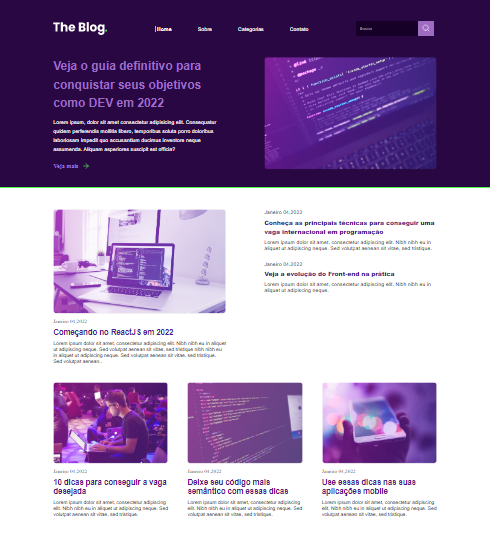 The Blog.
Home
Sobre
Categorias
Contato
Buscar
Veja o guia definitivo para
conquistar seus objetivos
como DEV em 2022
Lorem ipsum, dolor sit amet consectetur adipisicing elit. Consequatur
quidem perferendis mollitia libero, temporibus soluta porro doloribus
laboriosam impedit quo accusantium ducimus inventore neque
assumenda. Aliquam asperiores suscipit est officia?
Veja mais →
Janeiro 04,2022
Começando no ReactJS em 2022
Lorem ipsum dolor sit amet, consectetur adipiscing elit. Nibh nibh eu in
aliquet ut adipiscing neque. Sed volutpat aenean sit vitae, sed tristique nibh nibh eu
in aliquet ut adipiscing neque. Sed volutpat aenean sit vitae, sed tristique.
Sed volutpat aenean..
Janeiro 04,2022
Conheça as principais técnicas para conseguir uma
vaga internacional em programação
Lorem ipsum dolor sit amet, consectetur adipiscing elit. Nibh nibh eu in
aliquet ut adipiscing neque. Sed volutpat aenean sit vitae, sed tristique.
Janeiro 04,2022
Veja a evolução do Front-end na prática
Lorem ipsum dolor sit amet, consectetur adipiscing elit. Nibh nibh eu in
aliquet ut adipiscing neque.
Janeiro 04,2022
10 dicas para conseguir a vaga
desejada
Lorem ipsum dolor sit amet, consectetur adipiscing
elit. Nibh nibh eu in aliquet ut adipiscing neque. Sed
volutpat aenean sit vitae, sed tristique.
Janeiro 04,2022
Deixe seu código mais
semântico com essas dicas
Lorem ipsum dolor sit amet, consectetur adipiscing
elit. Nibh nibh eu in aliquet ut adipiscing neque. Sed
volutpat aenean sit vitae, sed tristique.
Janeiro 04,2022
Use essas dicas nas suas
aplicações mobile
Lorem ipsum dolor sit amet, consectetur adipiscing
elit. Nibh nibh eu in aliquet ut adipiscing neque. Sed
volutpat aenean sit vitae, sed tristique.